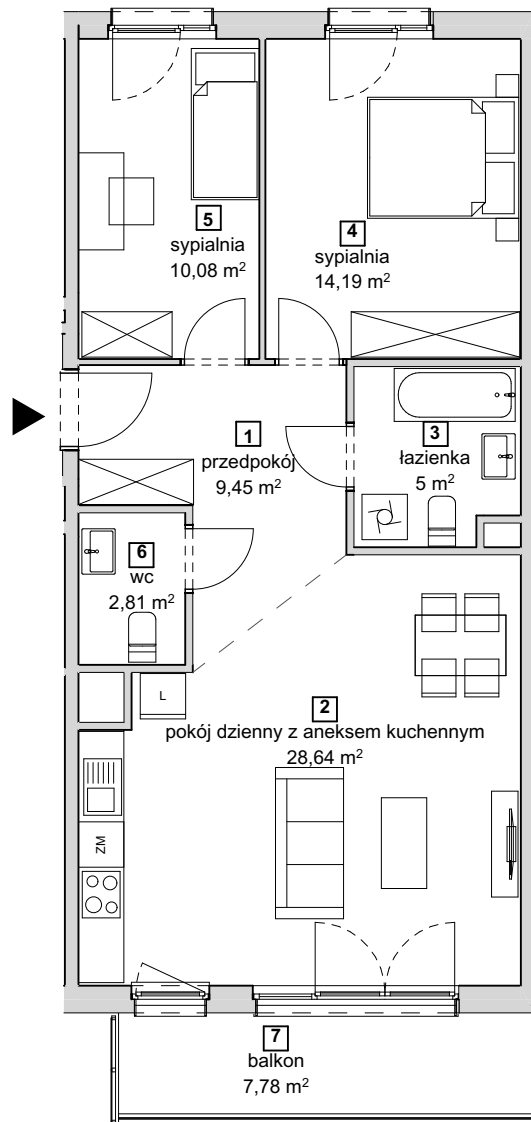 5
sypialnia
10,08 m²
4
sypialnia
14,19 m²
1
przedpokój
9,45 m²
3
łazienka
5 m²
6
wc
2,81 m²
L
2
pokój dzienny z aneksem kuchennym
28,64 m²
ZM
7
balkon
7,78 m²